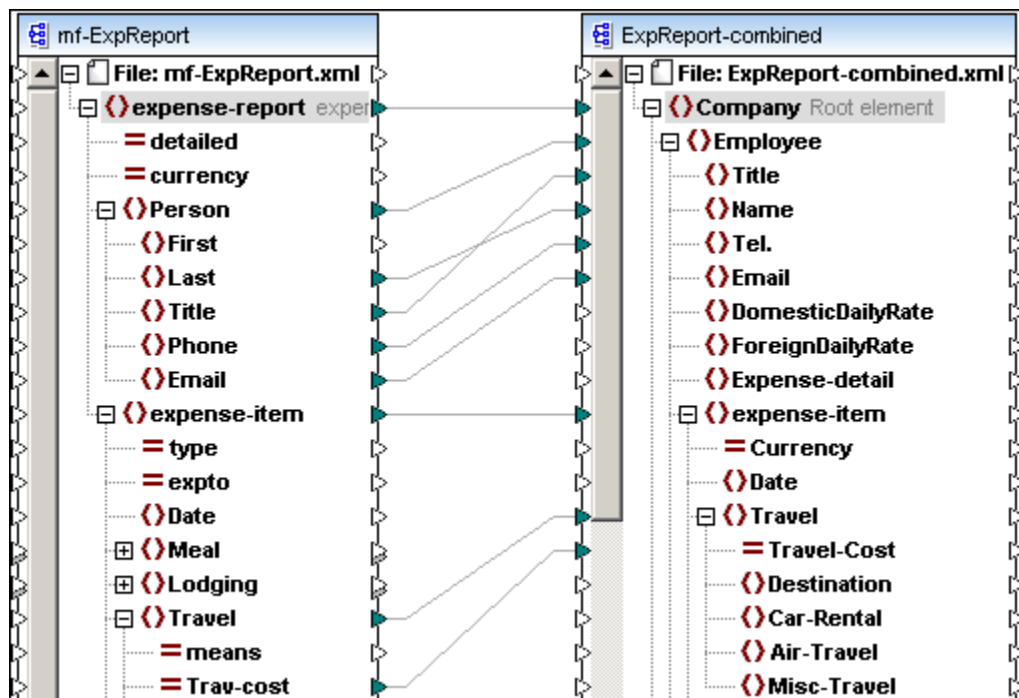 mf-ExpReport
File: mf-ExpReport.xml
expense-report exper
detailed
currency
Person
First
Last
Title
Phone
Email
expense-item
type
expto
Date
Meal
Lodging
Travel
means
Trav-cost
ExpReport-combined
File: ExpReport-combined.xml
Company Root element
Employee
Title
Name
Tel.
Email
DomesticDailyRate
ForeignDailyRate
Expense-detail
expense-item
Currency
Date
Travel
Travel-Cost
Destination
Car-Rental
Air-Travel
Misc-Travel